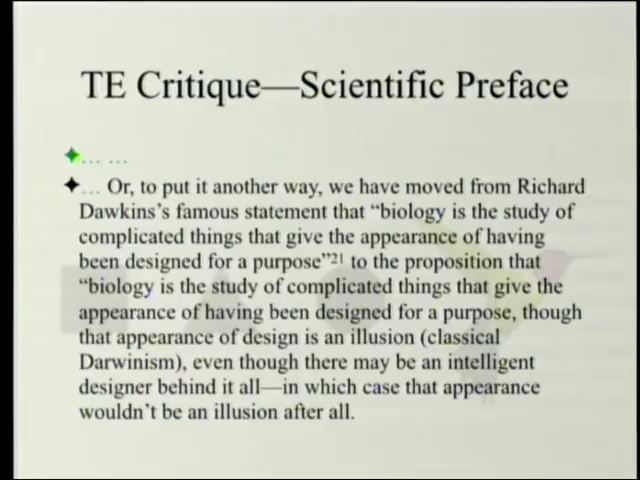 TE Critique—Scientific Preface
… …
… Or, to put it another way, we have moved from Richard
Dawkins’s famous statement that “biology is the study of
complicated things that give the appearance of having
been designed for a purpose”21 to the proposition that
“biology is the study of complicated things that give the
appearance of having been designed for a purpose, though
that appearance of design is an illusion (classical
Darwinism), even though there may be an intelligent
designer behind it all—in which case that appearance
wouldn’t be an illusion after all.